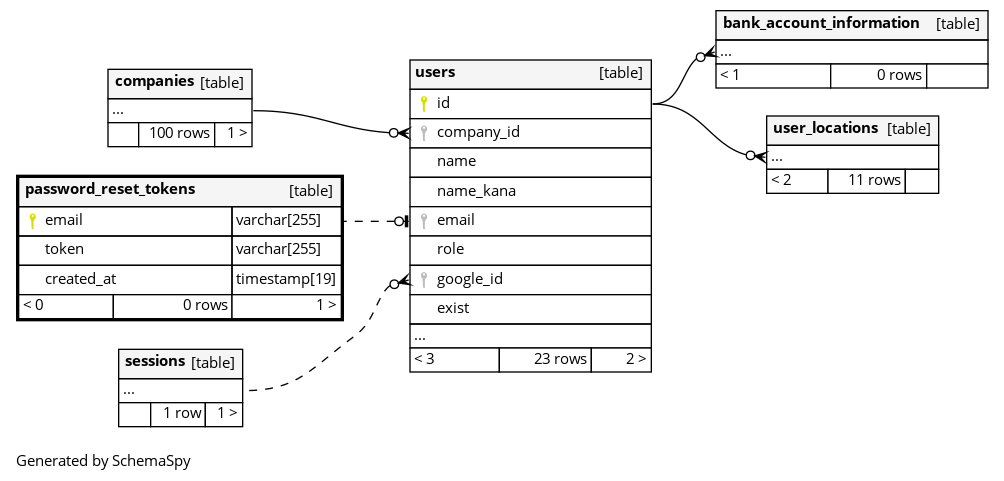 bank_account_information [table]
...
< 1 0 rows
companies [table]
...
100 rows 1 >
users [table]
id
company_id
name
name_kana
email
role
google_id
exist
...
< 3 23 rows 2 >
user_locations [table]
...
< 2 11 rows
password_reset_tokens [table]
email varchar[255]
token varchar[255]
created_at timestamp[19]
< 0 0 rows 1 >
sessions [table]
...
1 row 1 >
Generated by SchemaSpy